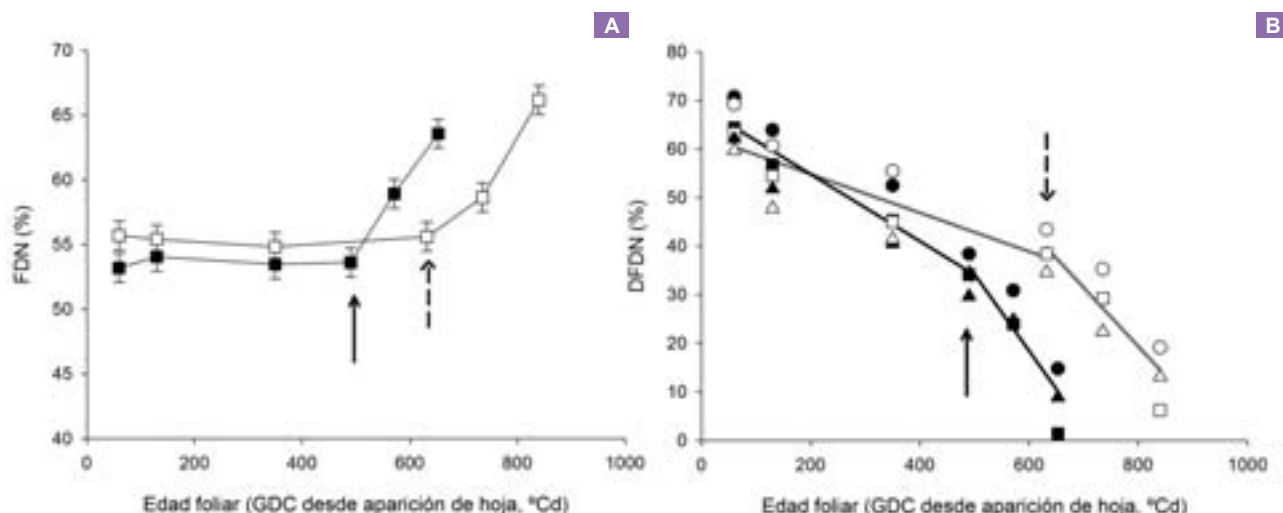 A
70
65
60
55
50
45
40
FDN (%)
0 200 400 600 800 1000
Edad foliar (GDC desde aparición de hoja, ºCd)
B
80
70
60
50
40
30
20
10
0
DFDN (%)
0 200 400 600 800 1000
Edad foliar (GDC desde aparición de hoja, ºCd)